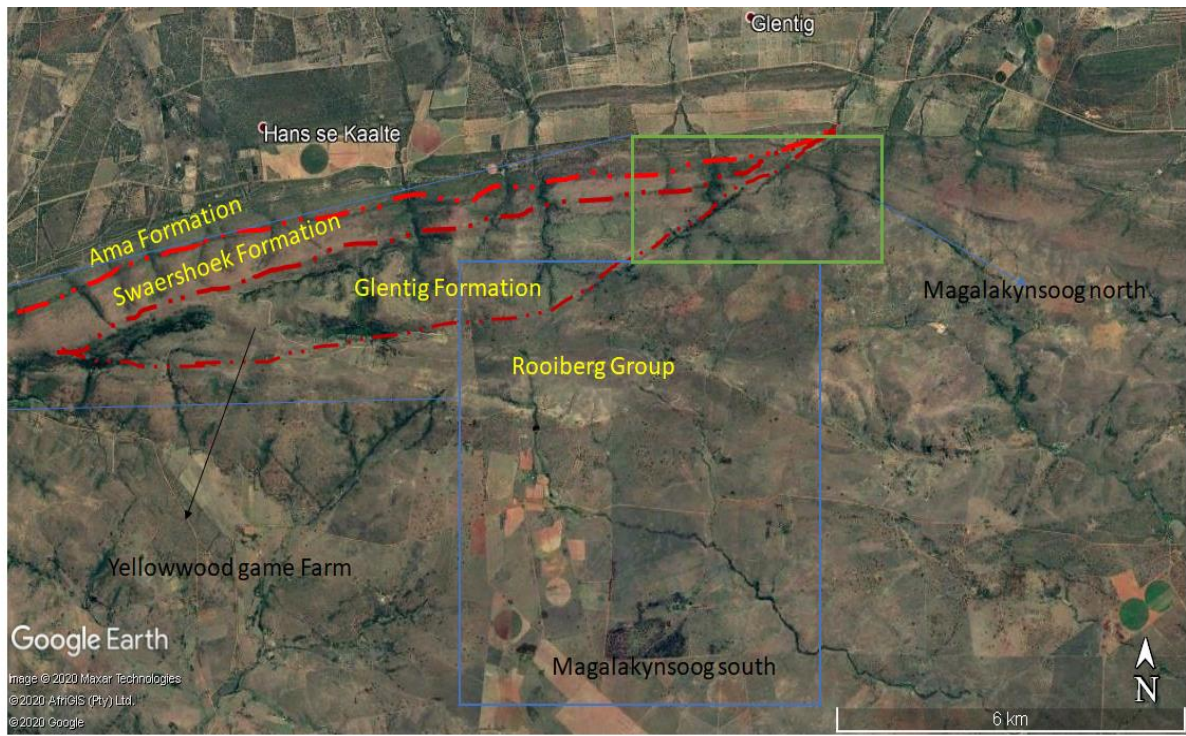 Glentig
Hans se Kaalte
Ama Formation
Swaershoek Formation
Glentig Formation
Magalakynsoog north
Rooiberg Group
Yellowwood game Farm
Google Earth
Magalakynsoog south
Image © 2020 Maxar Technologies
©2020 AfriGIS (Pty) Ltd.
©2020 Google
N
6 km